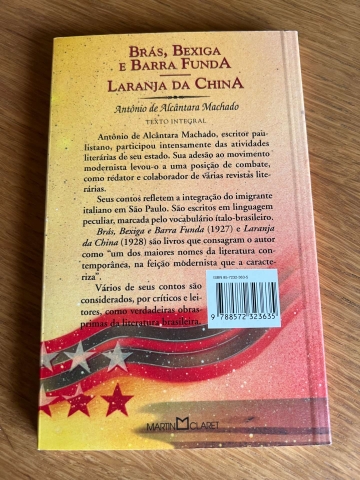 BRÁS, BEXIGA
E BARRA FUNDA
LARANJA DA CHINA
Antônio de Alcântara Machado
TEXTO INTEGRAL
Antônio de Alcântara Machado, escritor pau-
listano, participou intensamente das atividades
literárias de seu estado. Sua adesão ao movimento
modernista levou-o a uma posição de combate,
como redator e colaborador de várias revistas lite-
rárias.
Seus contos refletem a integração do imigrante
italiano em São Paulo. São escritos em linguagem
peculiar, marcada pelo vocabulário ítalo-brasileiro.
Brás, Bexiga e Barra Funda (1927) e Laranja
da China (1928) são livros que consagram o autor
como "um dos maiores nomes da literatura con-
temporânea, na feição modernista que a caracte-
riza".
Vários de seus contos são
considerados, por críticos e lei-
tores, como verdadeiras obras-
primas da literatura brasileira.
9 788572 323635
MARTIN CLARET